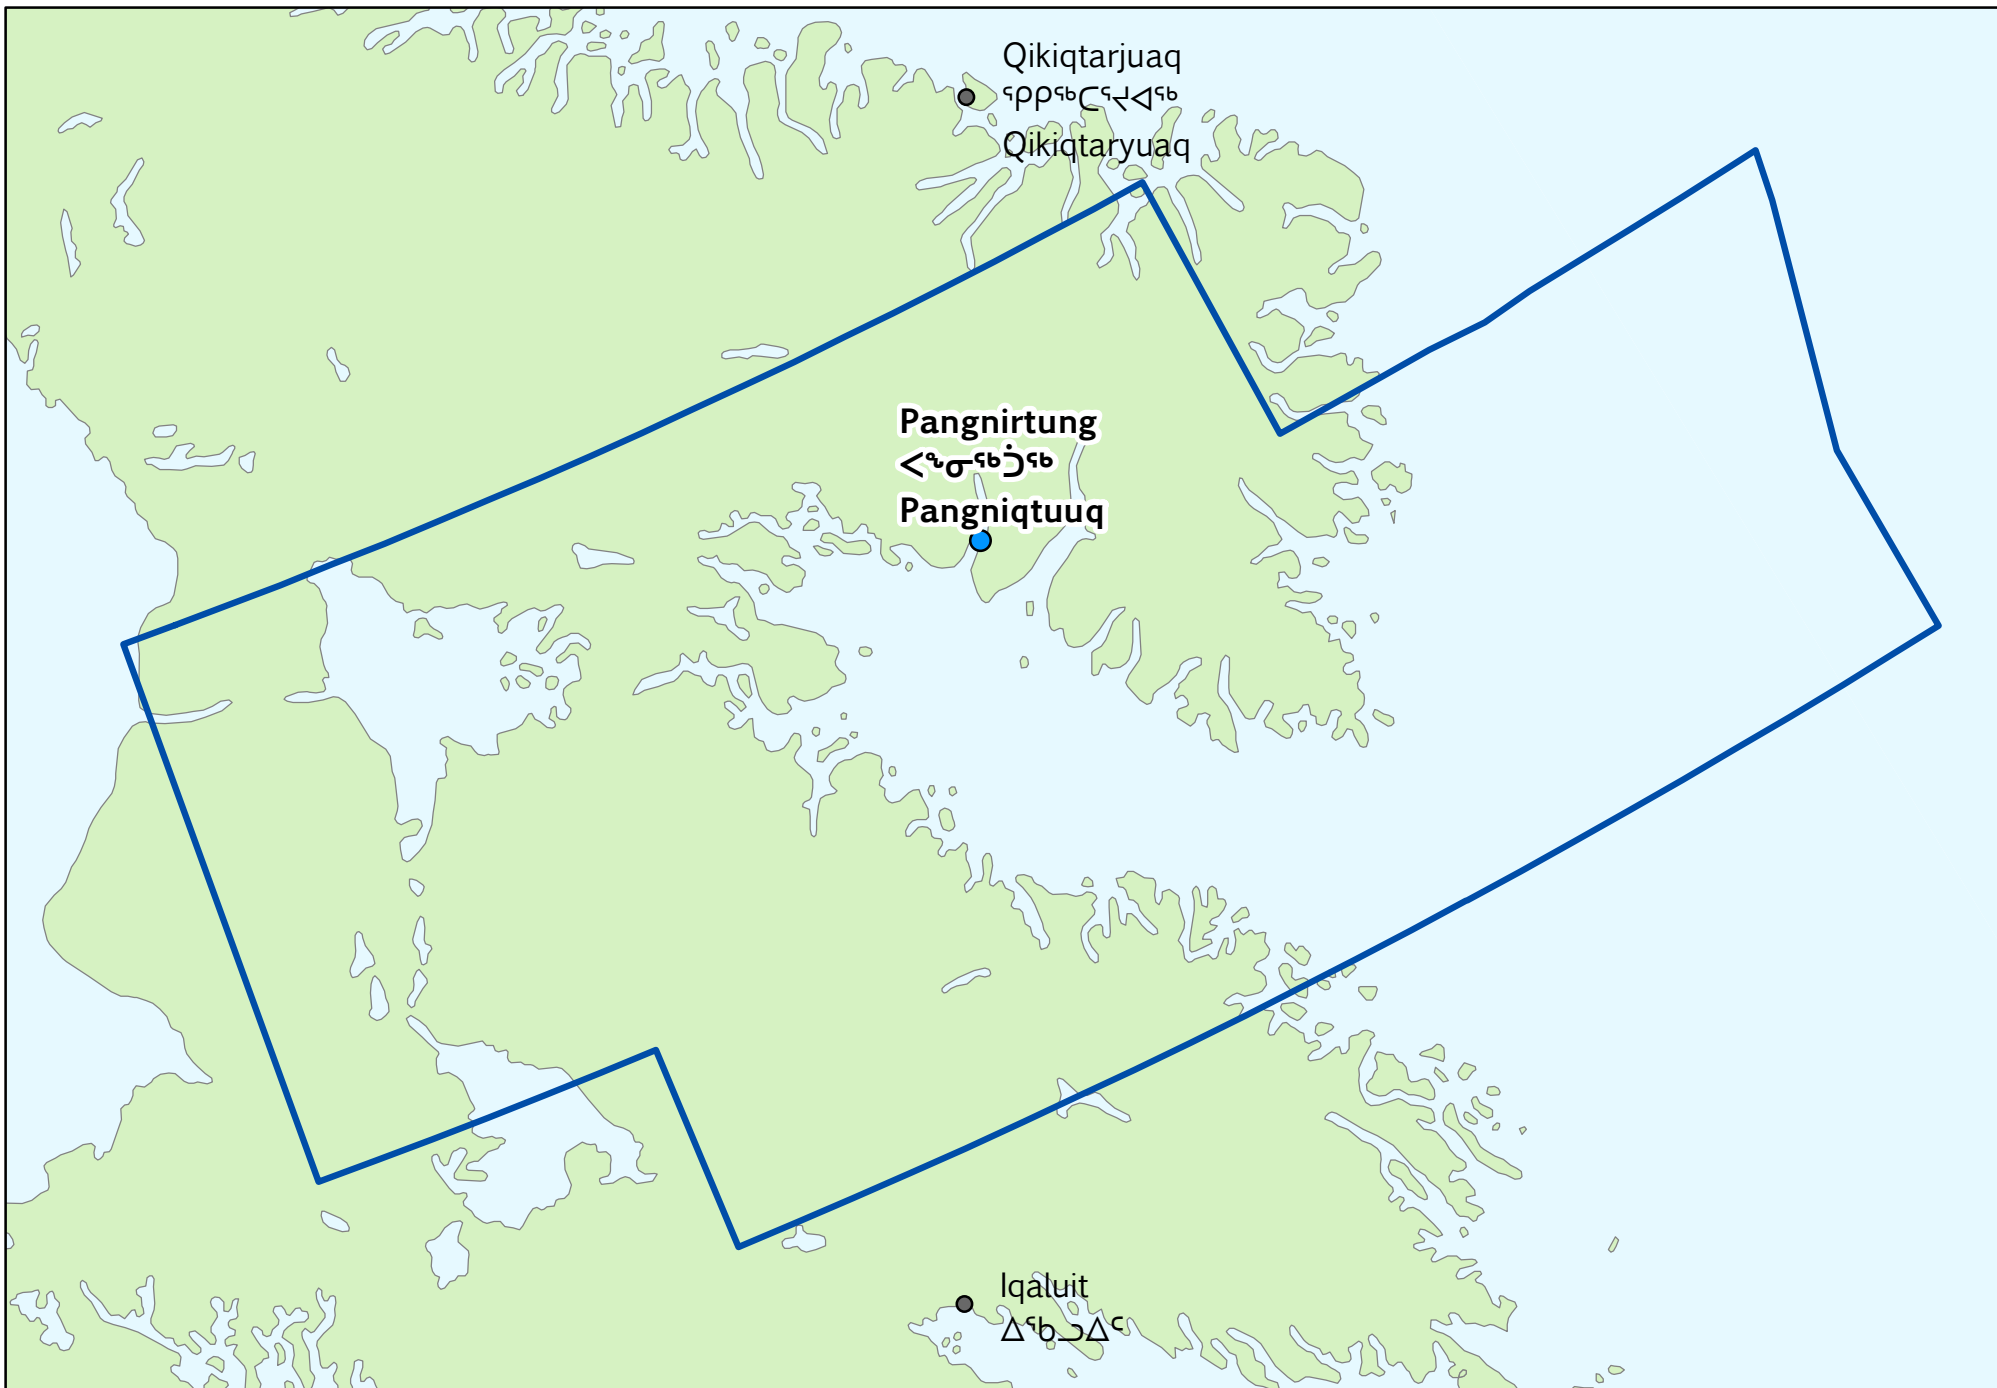 Qikiqtarjuaq
ᕿᑭᖅᑕᕐᔪᐊᖅ
Qikiqtaryuaq
Pangnirtung
ᐸᖕᓂᖅᑑᖅ
Pangniqtuuq
Iqaluit
ᐃᖃᓗᐃᑦ